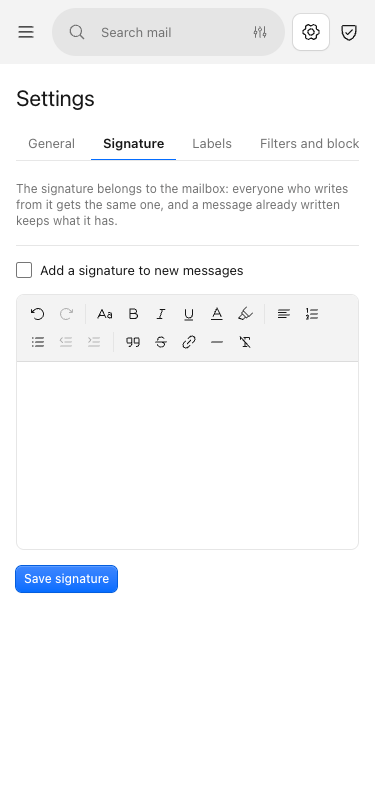 Search mail
Settings
General
Signature
Labels
Filters and block
The signature belongs to the mailbox: everyone who writes
from it gets the same one, and a message already written
keeps what it has.
Add a signature to new messages
Aa B I U A
Save signature